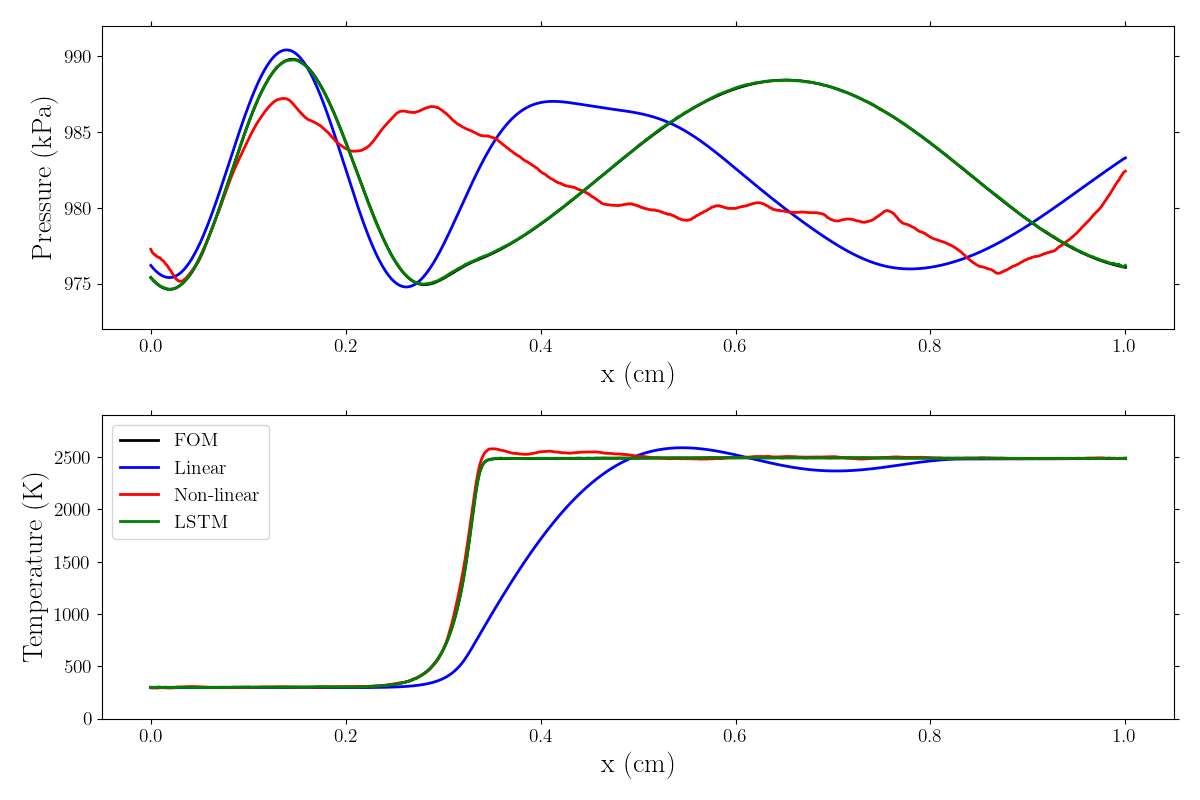 990
985
980
975
Pressure (kPa)
0.0 0.2 0.4 0.6 0.8 1.0
x (cm)
2500
2000
1500
1000
500
0
Temperature (K)
FOM
Linear
Non-linear
LSTM
0.0 0.2 0.4 0.6 0.8 1.0
x (cm)